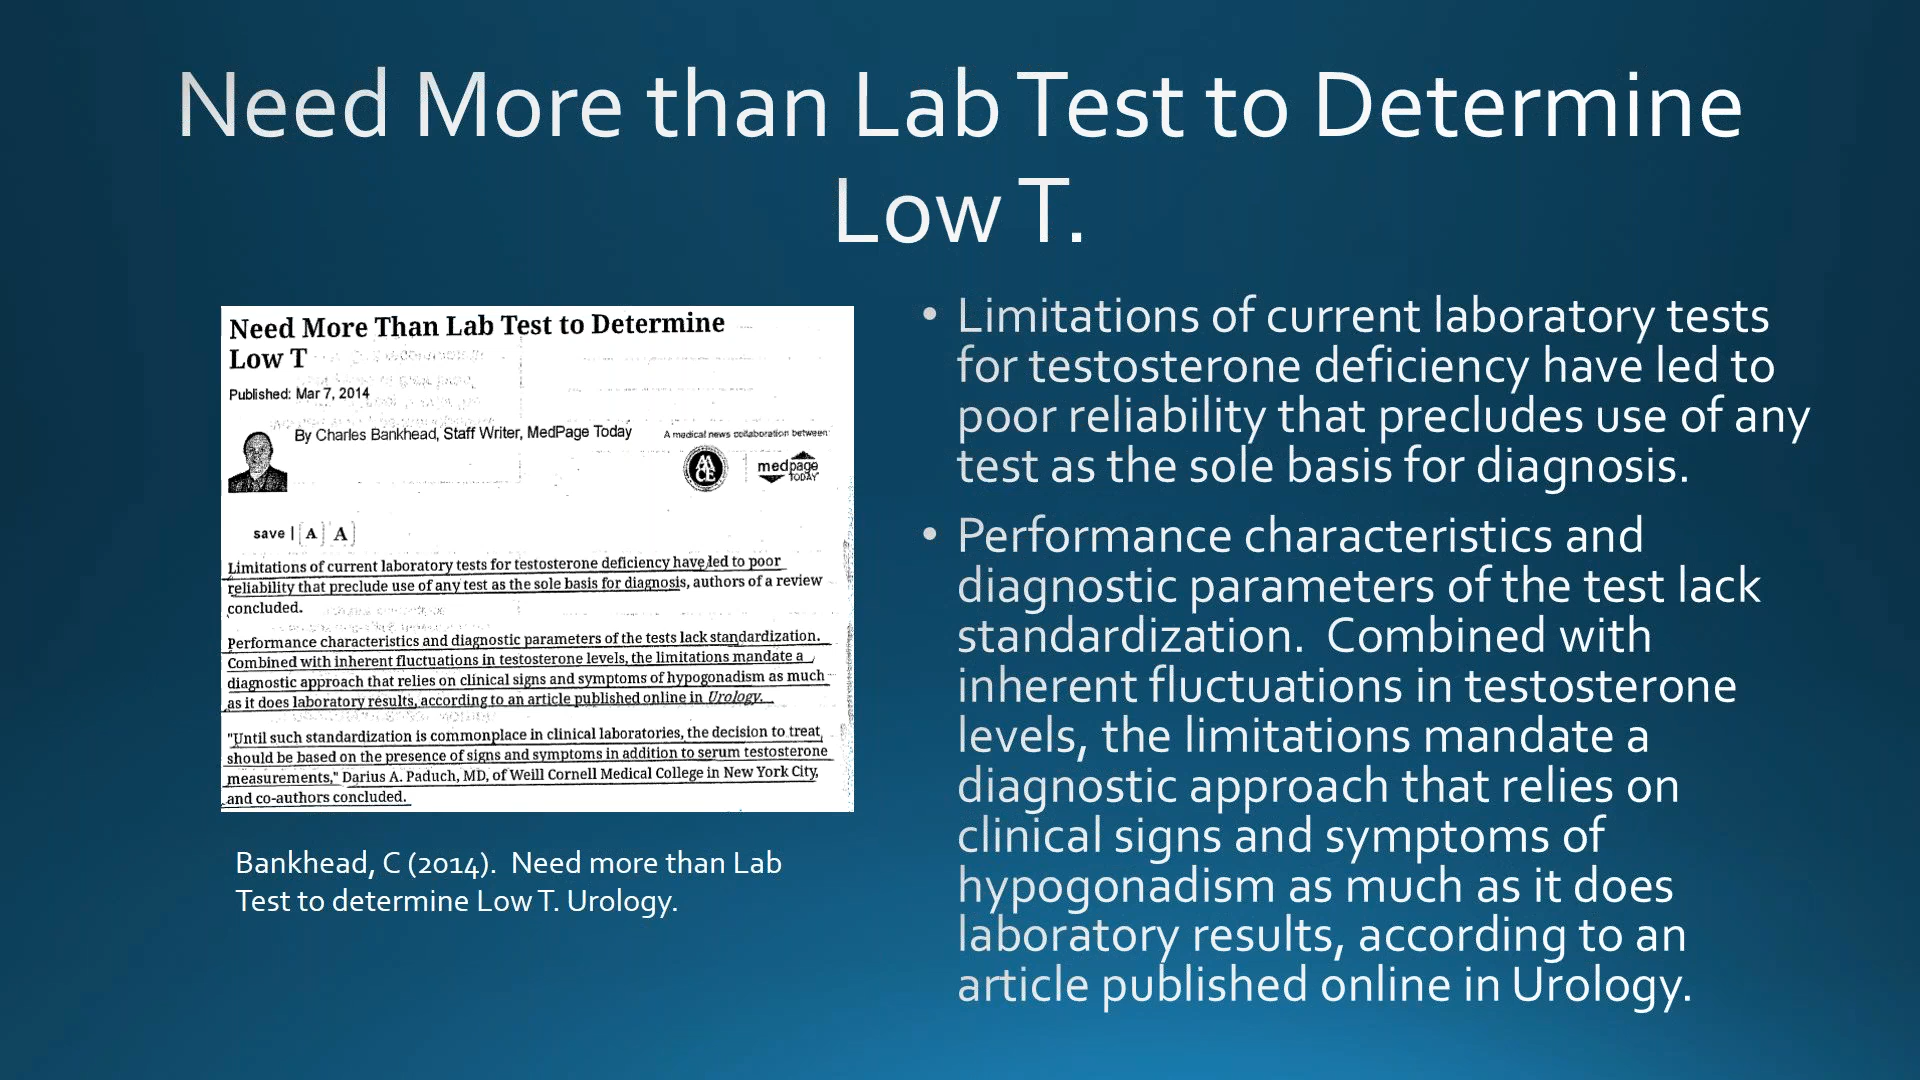 Need More than Lab Test to Determine
Low T.
Need More Than Lab Test to Determine
Low T
Published: Mar 7, 2014
By Charles Bankhead, Staff Writer, MedPage Today
A medical news collaboration between:
AACE
medpage
TODAY
save | A A
Limitations of current laboratory tests for testosterone deficiency have led to poor
reliability that preclude use of any test as the sole basis for diagnosis, authors of a review
concluded.
Performance characteristics and diagnostic parameters of the tests lack standardization.
Combined with inherent fluctuations in testosterone levels, the limitations mandate a
diagnostic approach that relies on clinical signs and symptoms of hypogonadism as much
as it does laboratory results, according to an article published online in Urology.
"Until such standardization is commonplace in clinical laboratories, the decision to treat
should be based on the presence of signs and symptoms in addition to serum testosterone
measurements," Darius A. Paduch, MD, of Weill Cornell Medical College in New York City,
and co-authors concluded.
Bankhead, C (2014).  Need more than Lab
Test to determine Low T. Urology.
• Limitations of current laboratory tests
for testosterone deficiency have led to
poor reliability that precludes use of any
test as the sole basis for diagnosis.
• Performance characteristics and
diagnostic parameters of the test lack
standardization.  Combined with
inherent fluctuations in testosterone
levels, the limitations mandate a
diagnostic approach that relies on
clinical signs and symptoms of
hypogonadism as much as it does
laboratory results, according to an
article published online in Urology.